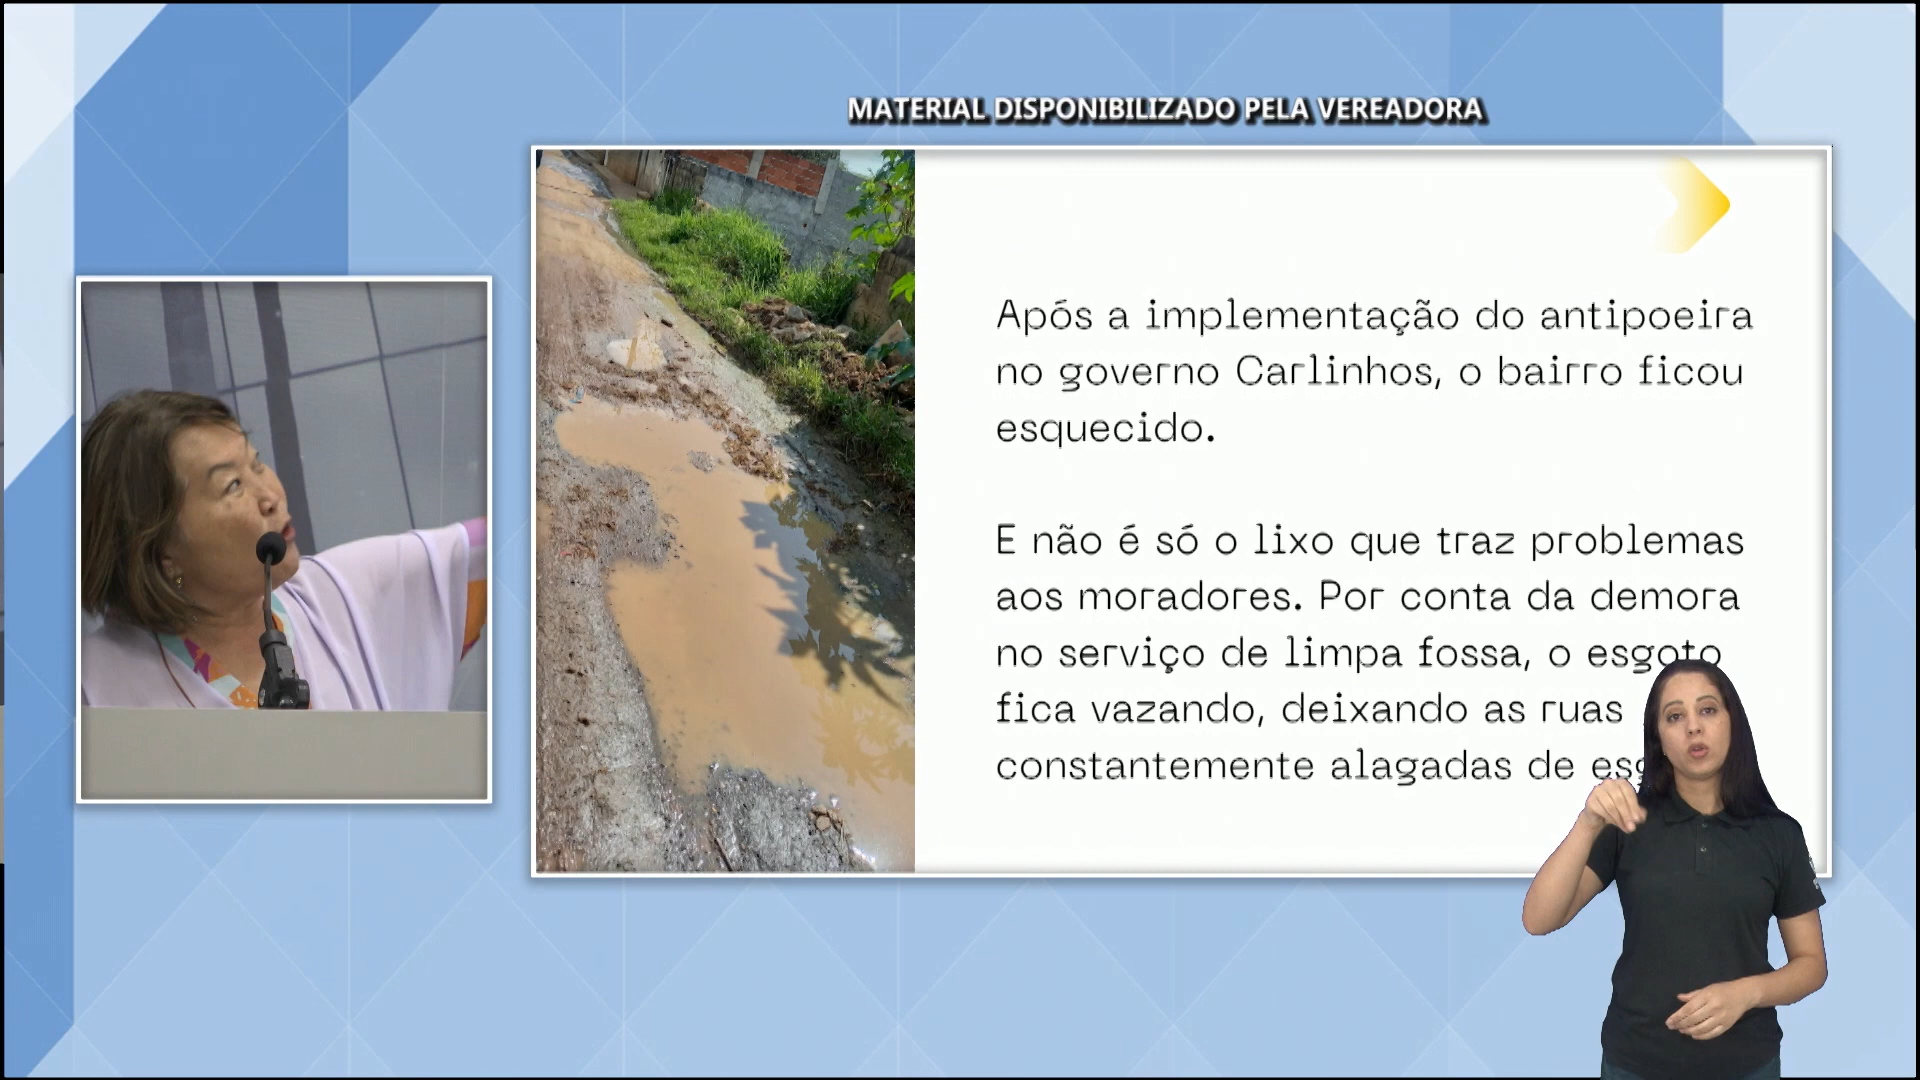 MATERIAL DISPONIBILIZADO PELA VEREADORA
Após a implementação do antipoeira
no governo Carlinhos, o bairro ficou
esquecido.
E não é só o lixo que traz problemas
aos moradores. Por conta da demora
no serviço de limpa fossa, o esgoto
fica vazando, deixando as ruas
constantemente alagadas de